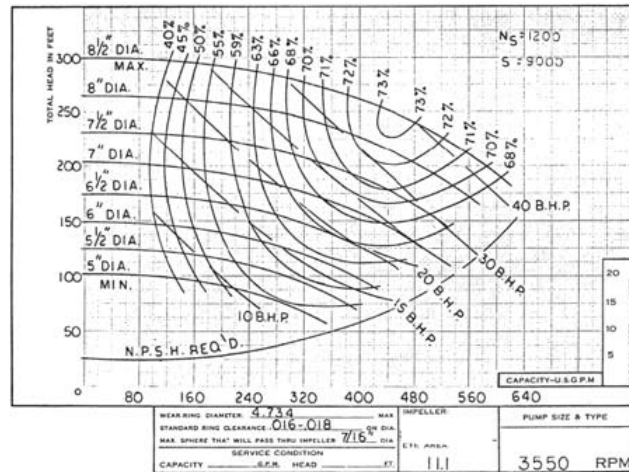 40% 45% 50% 55% 59% 63% 66% 68% 70% 71% 72% 73% 73% 72% 71% 70% 68%
NS=1200
S=9000
TOTAL HEAD IN FEET
300
250
200
150
100
50
0
8 1/2" DIA.
MAX.
8" DIA.
7 1/2" DIA.
7" DIA.
6 1/2" DIA.
6" DIA.
5 1/2" DIA.
5" DIA.
MIN.
40 B.H.P.
30 B.H.P.
20 B.H.P.
15 B.H.P.
10 B.H.P.
N.P.S.H. REQ'D.
20
15
10
5
CAPACITY-U.S.G.P.M
0 80 160 240 320 400 480 560 640
WEAR RING DIAMETER 4.734 MAX
STANDARD RING CLEARANCE .016-.018 ON DIA.
MAX. SPHERE THAT WILL PASS THRU IMPELLER 7/16" DIA
SERVICE CONDITION
CAPACITY G.P.M. HEAD FT
IMPELLER
EYE AREA
11.1
PUMP SIZE & TYPE
3550 RPM